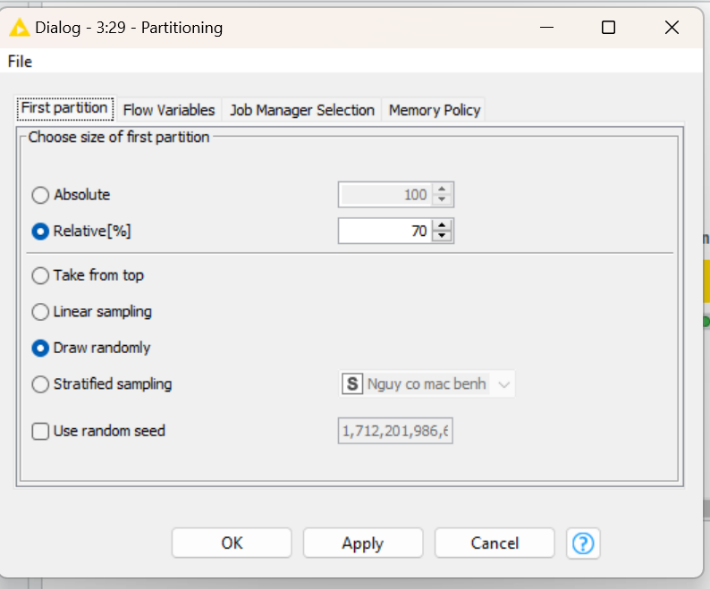 Dialog - 3:29 - Partitioning
File
First partition Flow Variables Job Manager Selection Memory Policy
Choose size of first partition
Absolute 100
Relative[%] 70
Take from top
Linear sampling
Draw randomly
Stratified sampling S Nguy co mac benh
Use random seed 1,712,201,986,6
OK Apply Cancel ?